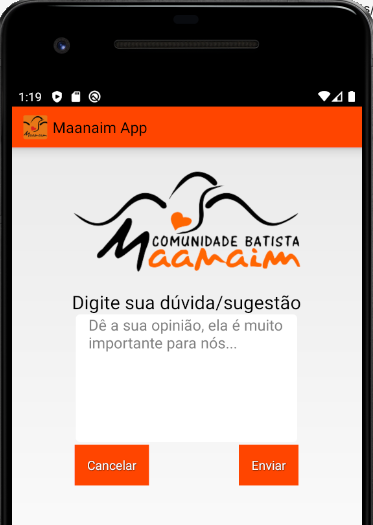 s/
1:19
Maanaim App
COMUNIDADE BATISTA
Maanaim
Digite sua dúvida/sugestão
Dê a sua opinião, ela é muito
importante para nós...
Cancelar
Enviar